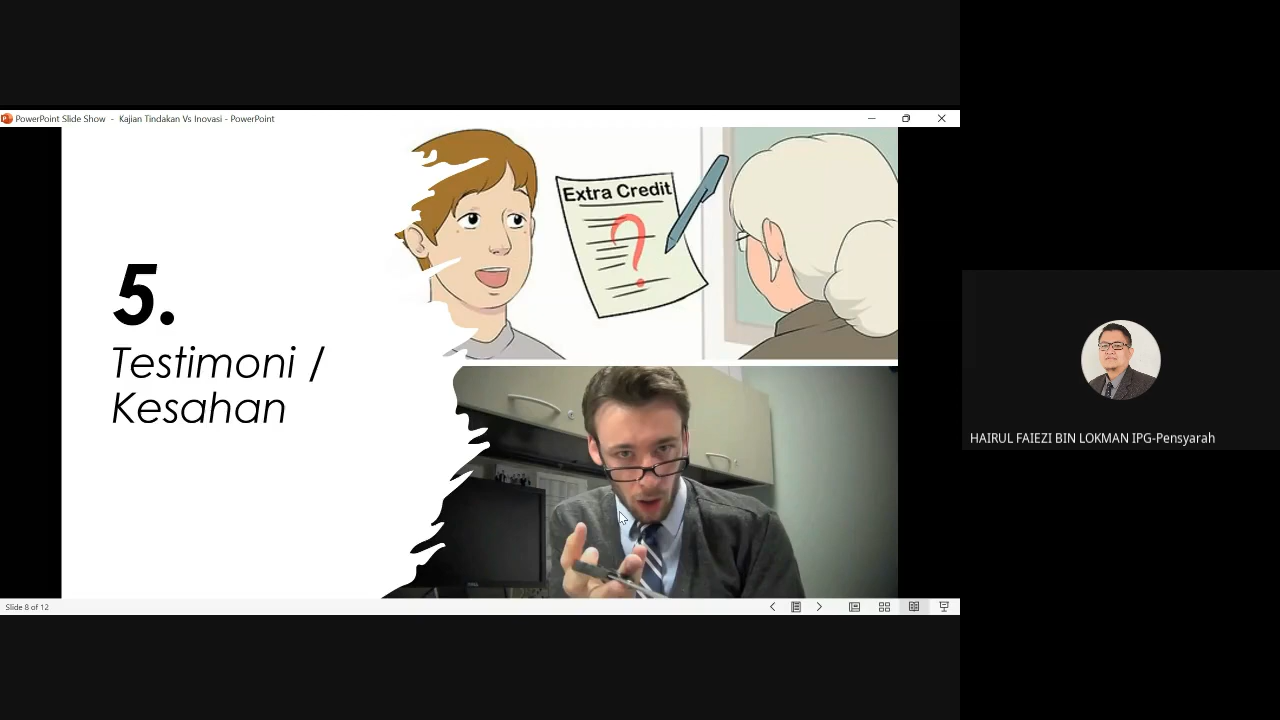 PowerPoint Slide Show - Kajian Tindakan Vs Inovasi - PowerPoint
Extra Credit
?
5.
Testimoni /
Kesahan
HAIRUL FAIEZI BIN LOKMAN IPG-Pensyarah
Slide 8 of 12